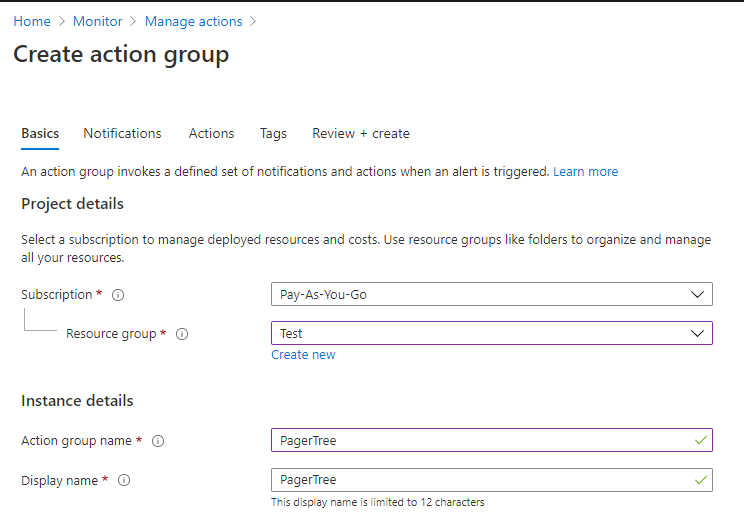 Home > Monitor > Manage actions >
Create action group
Basics Notifications Actions Tags Review + create
An action group invokes a defined set of notifications and actions when an alert is triggered. Learn more
Project details
Select a subscription to manage deployed resources and costs. Use resource groups like folders to organize and manage
all your resources.
Subscription * Pay-As-You-Go
Resource group * Test
Create new
Instance details
Action group name * PagerTree
Display name * PagerTree
This display name is limited to 12 characters